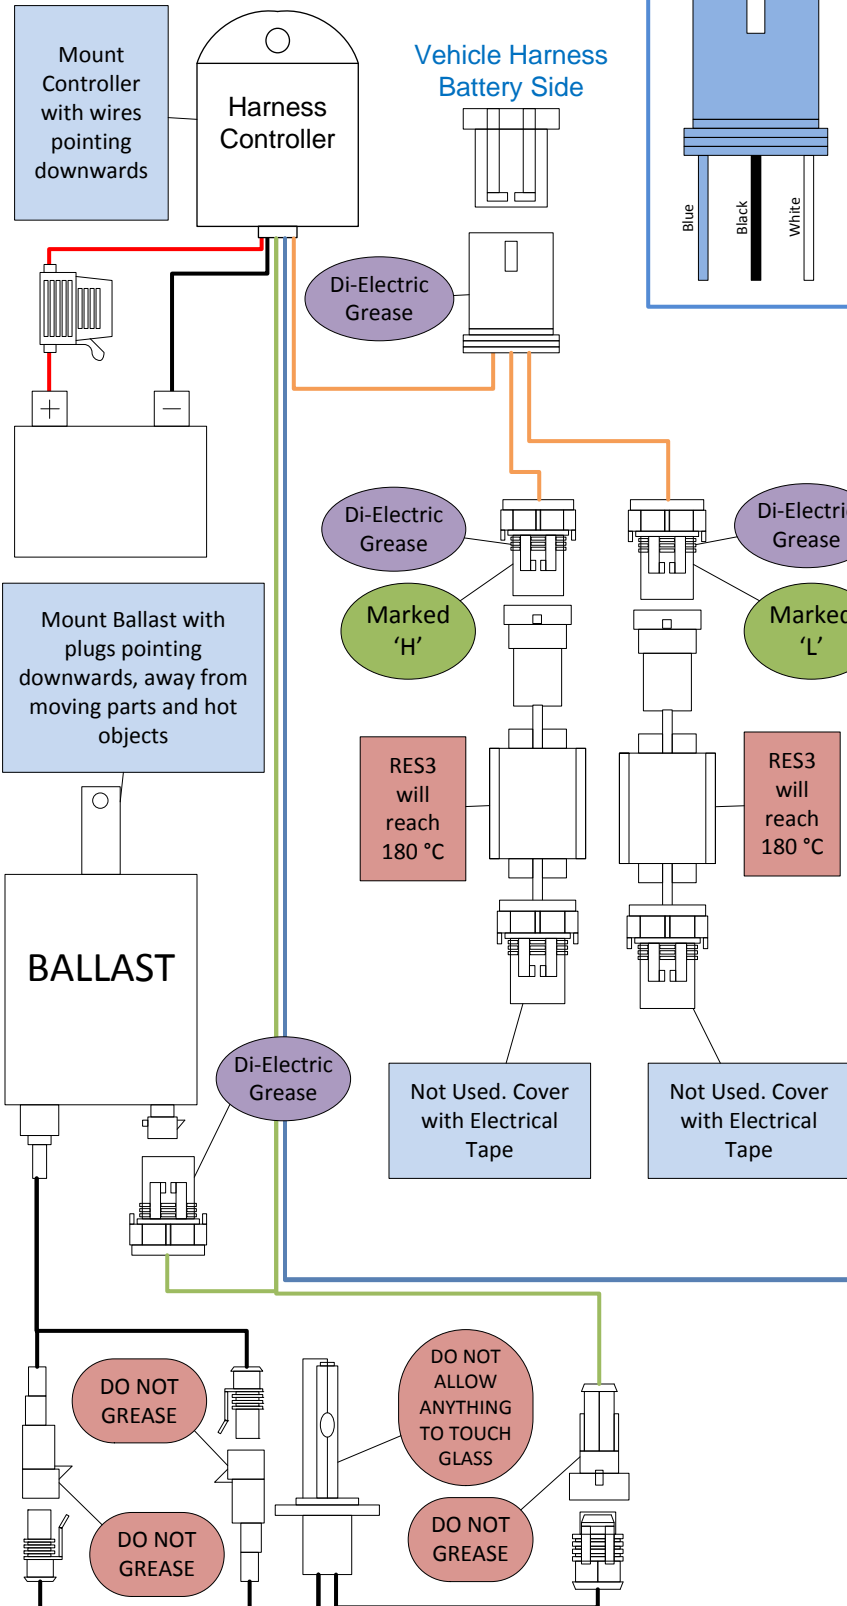 Mount
Controller
with wires
pointing
downwards
Harness
Controller
Vehicle Harness
Battery Side
Blue
Black
White
Di-Electric
Grease
+
−
Di-Electric
Grease
Di-Electric
Grease
Marked
‘H’
Marked
‘L’
Mount Ballast with
plugs pointing
downwards, away from
moving parts and hot
objects
RES3
will
reach
180 °C
RES3
will
reach
180 °C
BALLAST
Di-Electric
Grease
Not Used. Cover
with Electrical
Tape
Not Used. Cover
with Electrical
Tape
DO NOT
GREASE
DO NOT
ALLOW
ANYTHING
TO TOUCH
GLASS
DO NOT
GREASE
DO NOT
GREASE